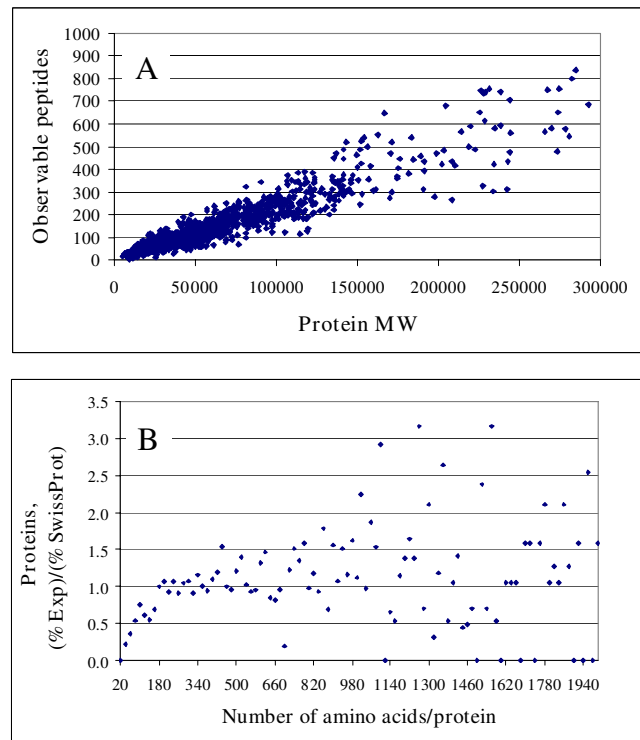 1000
900
800
700
600
500
400
300
200
100
0
A
Observable peptides
0 50000 100000 150000 200000 250000 300000
Protein MW
3.5
3.0
2.5
2.0
1.5
1.0
0.5
0.0
B
Proteins,
(% Exp)/(% SwissProt)
20 180 340 500 660 820 980 1140 1300 1460 1620 1780 1940
Number of amino acids/protein